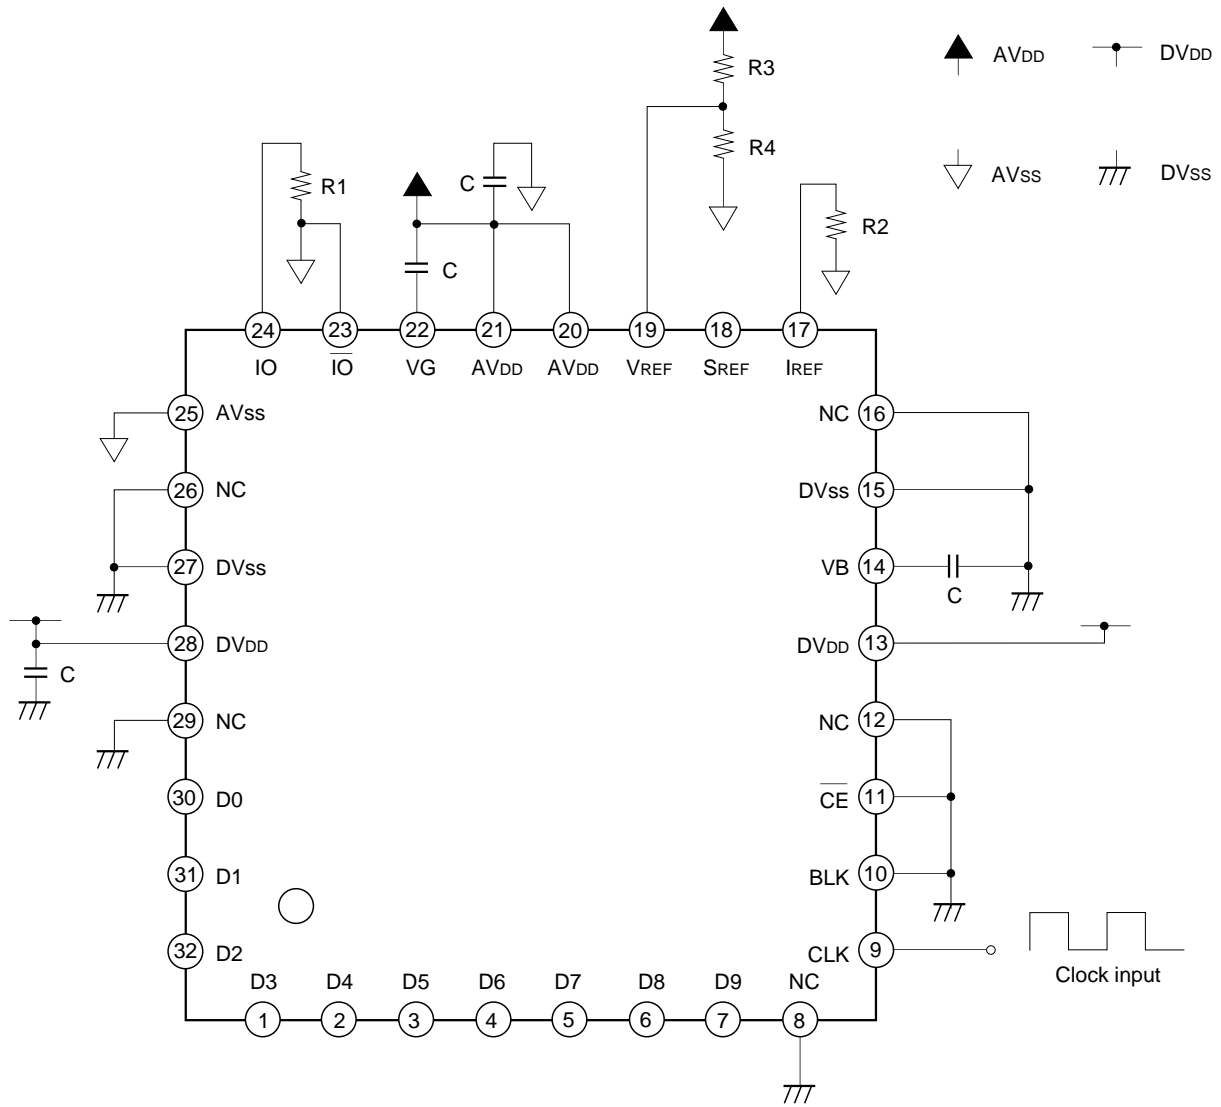 R3
AVDD
DVDD
R4
C
R1
AVSS
DVSS
R2
C
24
23
22
21
20
19
18
17
IO
IO
VG
AVDD
AVDD
VREF
SREF
IREF
25 AVss
NC 16
26 NC
DVss 15
27 DVss
VB 14
C
28 DVDD
DVDD 13
C
29 NC
NC 12
30 D0
CE 11
31 D1
BLK 10
32 D2
CLK 9
Clock input
D3
D4
D5
D6
D7
D8
D9
NC
1
2
3
4
5
6
7
8